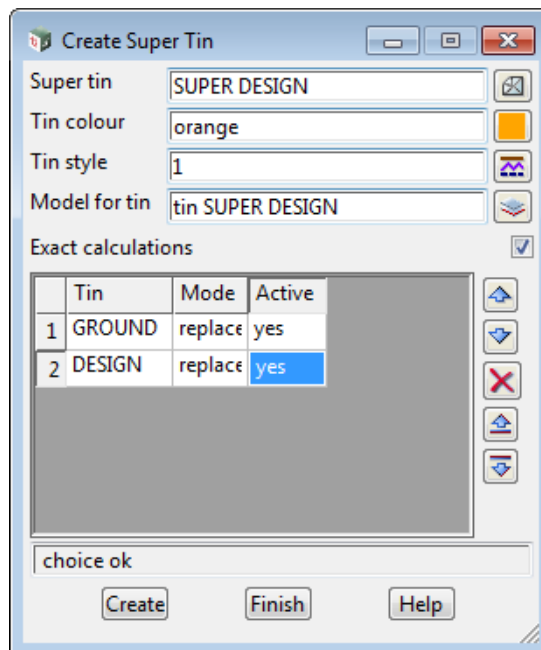 Create Super Tin
Super tin SUPER DESIGN
Tin colour orange
Tin style 1
Model for tin tin SUPER DESIGN
Exact calculations
Tin Mode Active
1 GROUND replace yes
2 DESIGN replace yes
choice ok
Create Finish Help